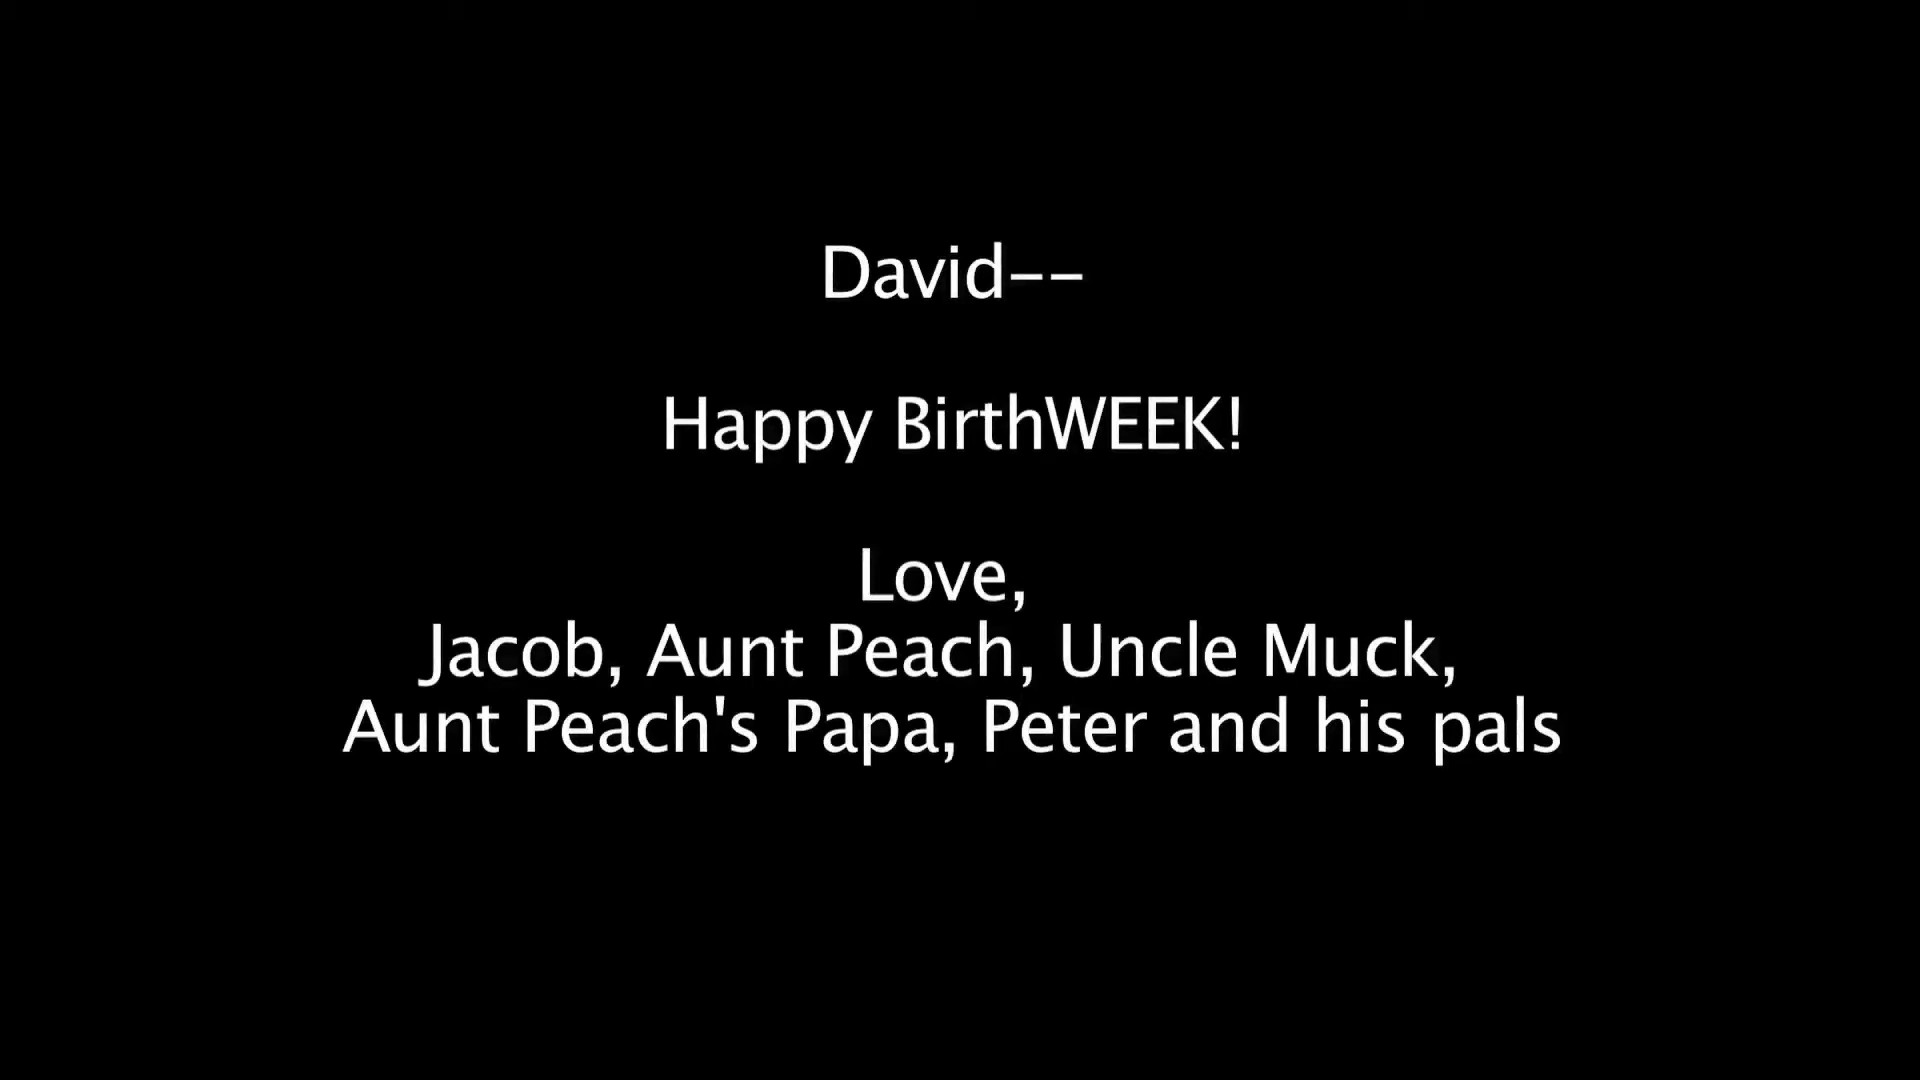 David--
Happy BirthWEEK!
Love,
Jacob, Aunt Peach, Uncle Muck,
Aunt Peach's Papa, Peter and his pals